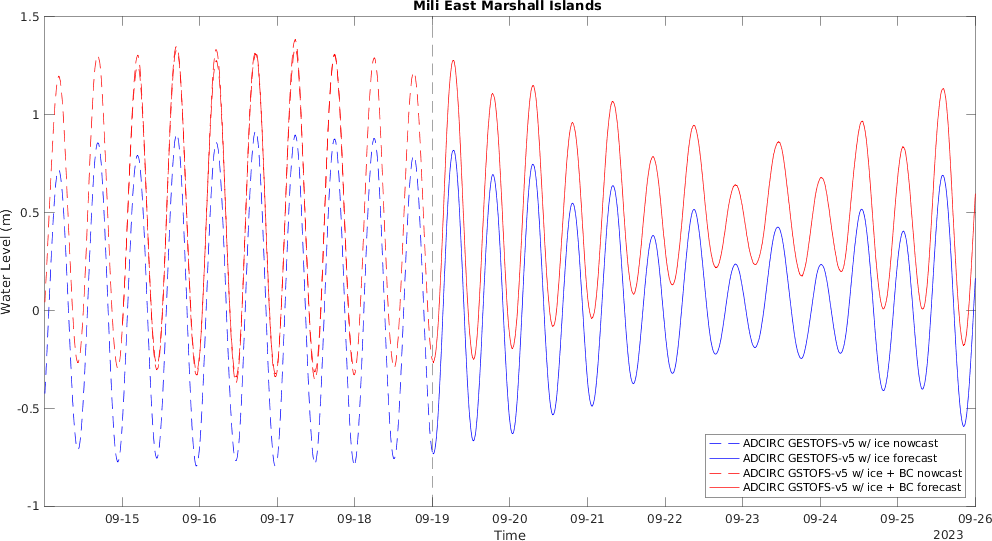 Mili East Marshall Islands
1.5
1
0.5
0
-0.5
-1
Water Level (m)
09-15 09-16 09-17 09-18 09-19 09-20 09-21 09-22 09-23 09-24 09-25 09-26
Time
2023
ADCIRC GESTOFS-v5 w/ ice nowcast
ADCIRC GESTOFS-v5 w/ ice forecast
ADCIRC GSTOFS-v5 w/ ice + BC nowcast
ADCIRC GSTOFS-v5 w/ ice + BC forecast